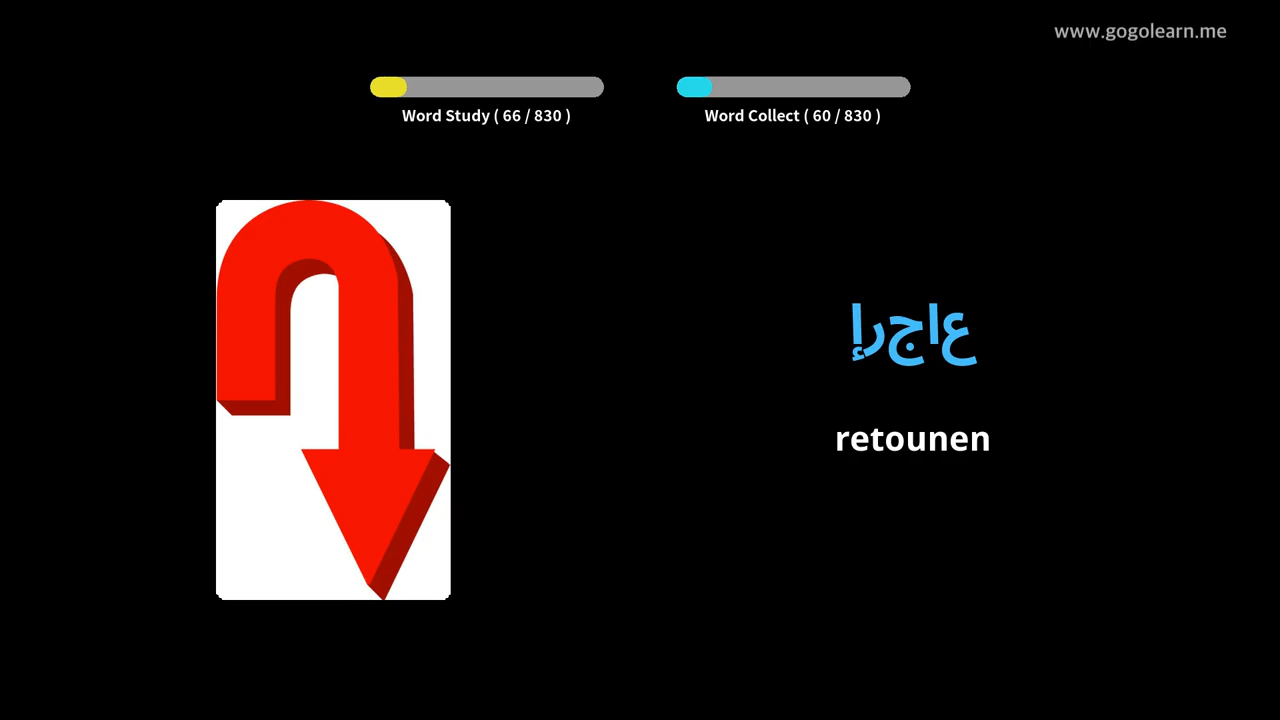 www.gogolearn.me
Word Study ( 66 / 830 )
Word Collect ( 60 / 830 )
إرجاع
retounen